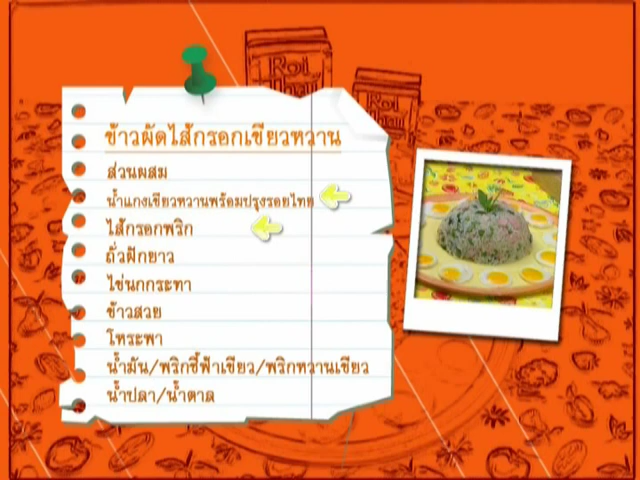 Roi
Thai
Roi
Thai
ข้าวผัดไส้กรอกเขียวหวาน
ส่วนผสม
น้ำแกงเขียวหวานพร้อมปรุงรอยไทย
ไส้กรอกพริก
ถั่วฝักยาว
ไข่นกกระทา
ข้าวสวย
โหระพา
น้ำมัน/พริกชี้ฟ้าเขียว/พริกหวานเขียว
น้ำปลา/น้ำตาล